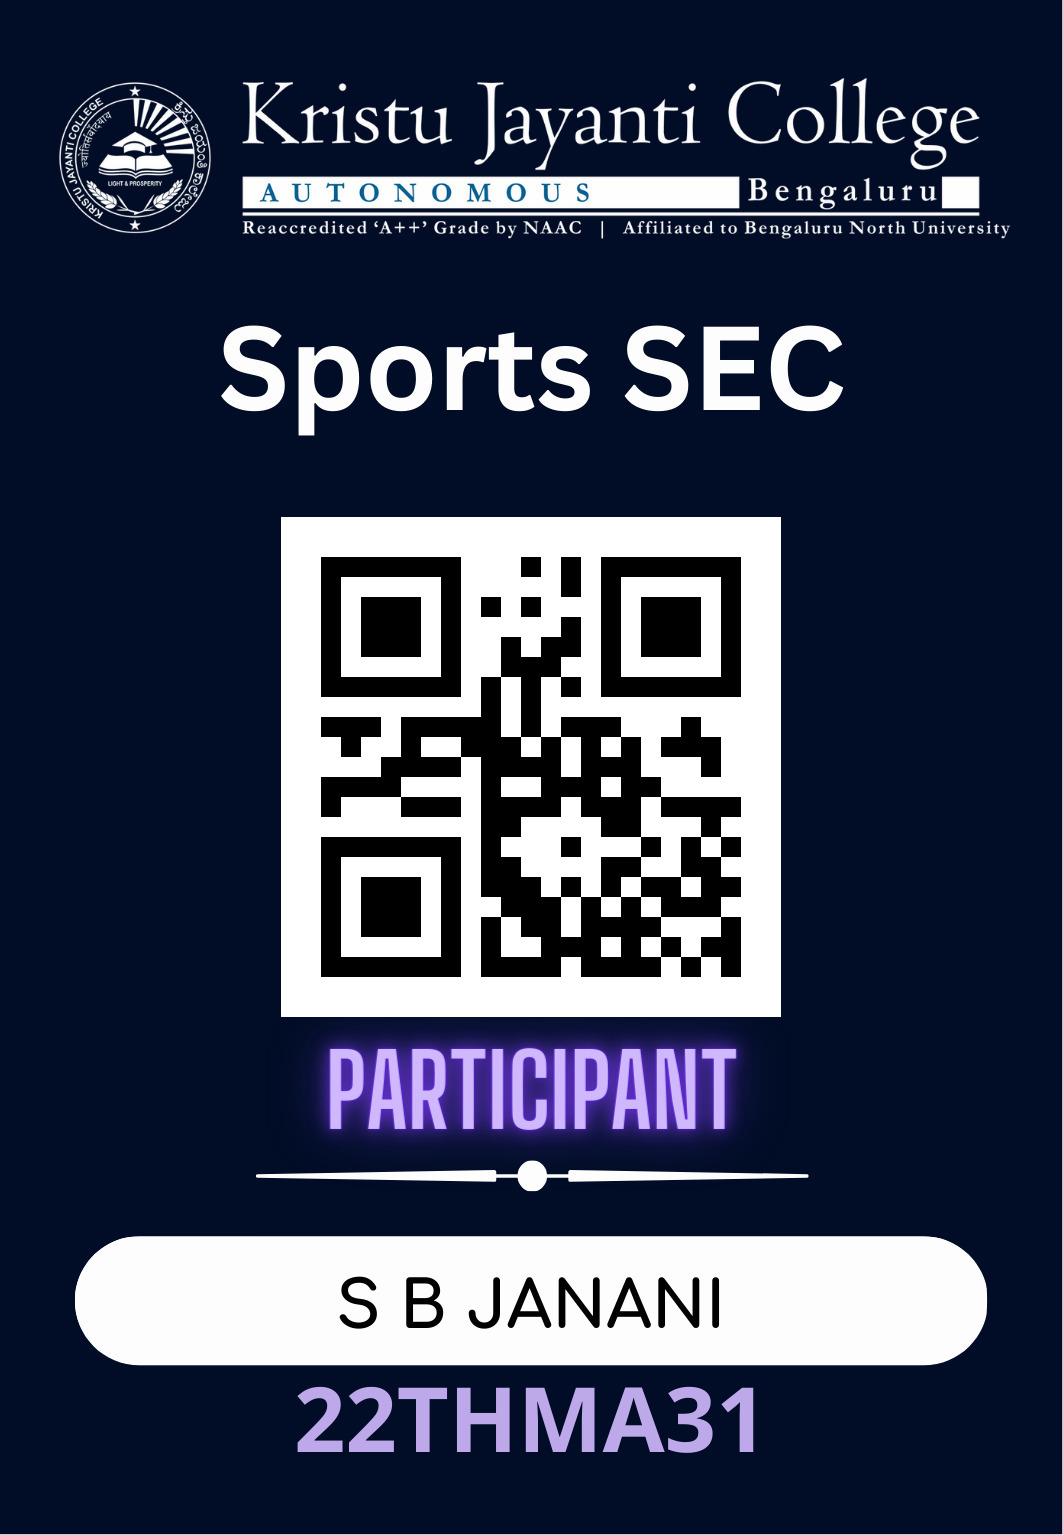 Kristu Jayanti College
AUTONOMOUS Bengaluru
Reaccredited ‘A++’ Grade by NAAC | Affiliated to Bengaluru North University
KRISTU JAYANTI COLLEGE
LIGHT & PROSPERITY
Sports SEC
PARTICIPANT
S B JANANI
22THMA31